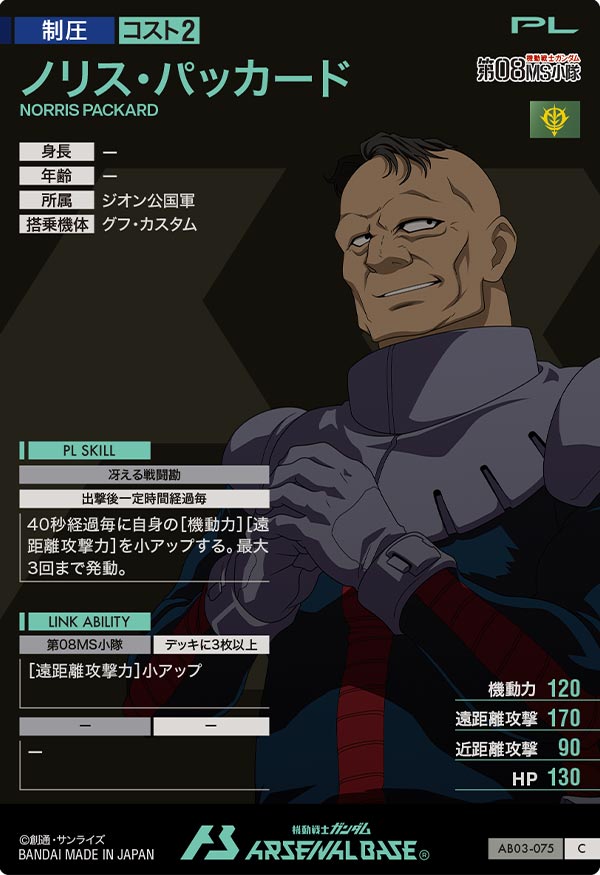 制圧 コスト2 PL
ノリス・パッカード
NORRIS PACKARD
機動戦士ガンダム
第08MS小隊
身長 ー
年齢 ー
所属 ジオン公国軍
搭乗機体 グフ・カスタム
PL SKILL
冴える戦闘勘
出撃後一定時間経過毎
40秒経過毎に自身の[機動力][遠
距離攻撃力]を小アップする。最大
3回まで発動。
LINK ABILITY
第08MS小隊 デッキに3枚以上
[遠距離攻撃力]小アップ
ー ー
ー
機動力 120
遠距離攻撃 170
近距離攻撃 90
HP 130
©創通・サンライズ
BANDAI MADE IN JAPAN
機動戦士ガンダム
ARSENAL BASE®
AB03-075 C